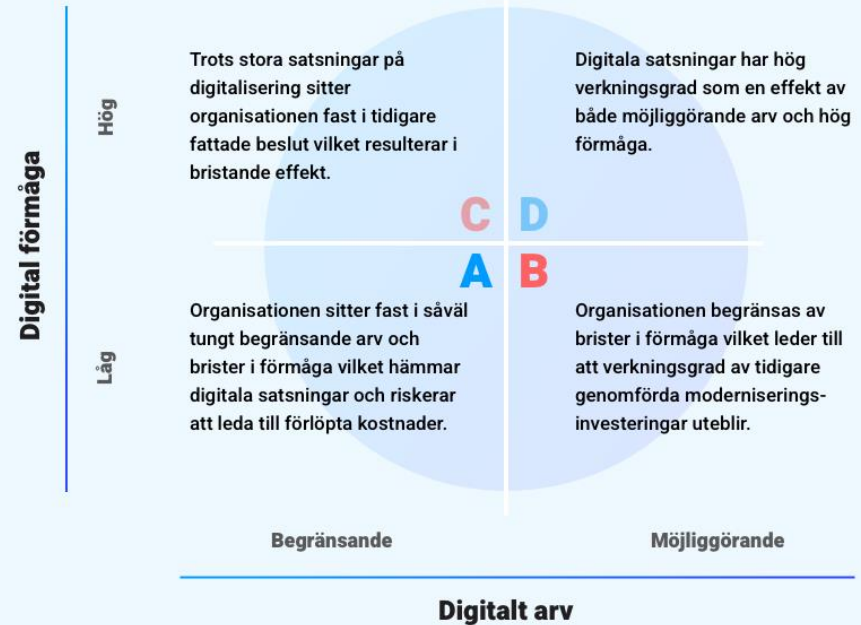 Digital förmåga
Hög
Låg
Trots stora satsningar på
digitalisering sitter
organisationen fast i tidigare
fattade beslut vilket resulterar i
bristande effekt.
Digitala satsningar har hög
verkningsgrad som en effekt av
både möjliggörande arv och hög
förmåga.
C
D
A
B
Organisationen sitter fast i såväl
tungt begränsande arv och
brister i förmåga vilket hämmar
digitala satsningar och riskerar
att leda till förlöpta kostnader.
Organisationen begränsas av
brister i förmåga vilket leder till
att verkningsgrad av tidigare
genomförda moderniserings-
investeringar uteblir.
Begränsande
Möjliggörande
Digitalt arv